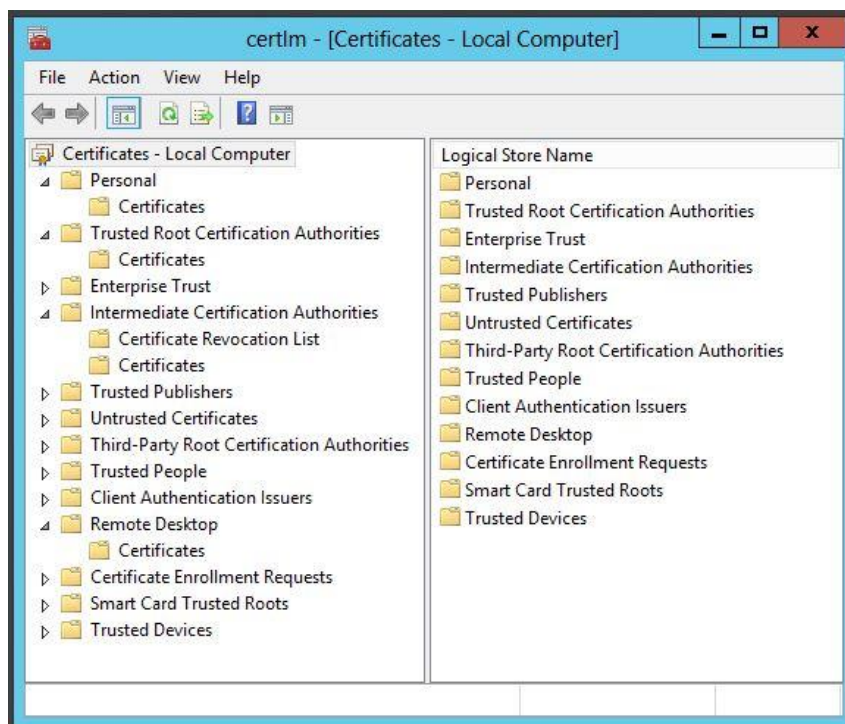 certlm - [Certificates - Local Computer]
File Action View Help
Certificates - Local Computer
Personal
Certificates
Trusted Root Certification Authorities
Certificates
Enterprise Trust
Intermediate Certification Authorities
Certificate Revocation List
Certificates
Trusted Publishers
Untrusted Certificates
Third-Party Root Certification Authorities
Trusted People
Client Authentication Issuers
Remote Desktop
Certificates
Certificate Enrollment Requests
Smart Card Trusted Roots
Trusted Devices
Logical Store Name
Personal
Trusted Root Certification Authorities
Enterprise Trust
Intermediate Certification Authorities
Trusted Publishers
Untrusted Certificates
Third-Party Root Certification Authorities
Trusted People
Client Authentication Issuers
Remote Desktop
Certificate Enrollment Requests
Smart Card Trusted Roots
Trusted Devices